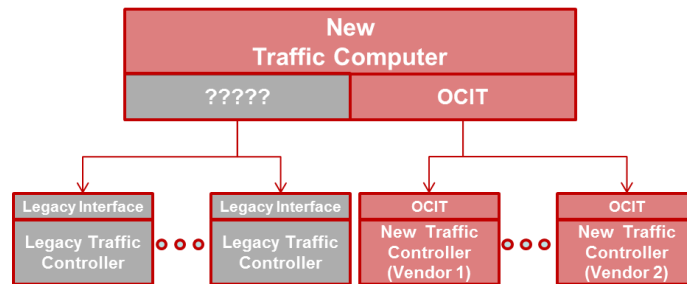 New
Traffic Computer
?????
OCIT
Legacy Interface
Legacy Interface
OCIT
OCIT
Legacy Traffic
Controller
Legacy Traffic
Controller
New Traffic
Controller
(Vendor 1)
New Traffic
Controller
(Vendor 2)